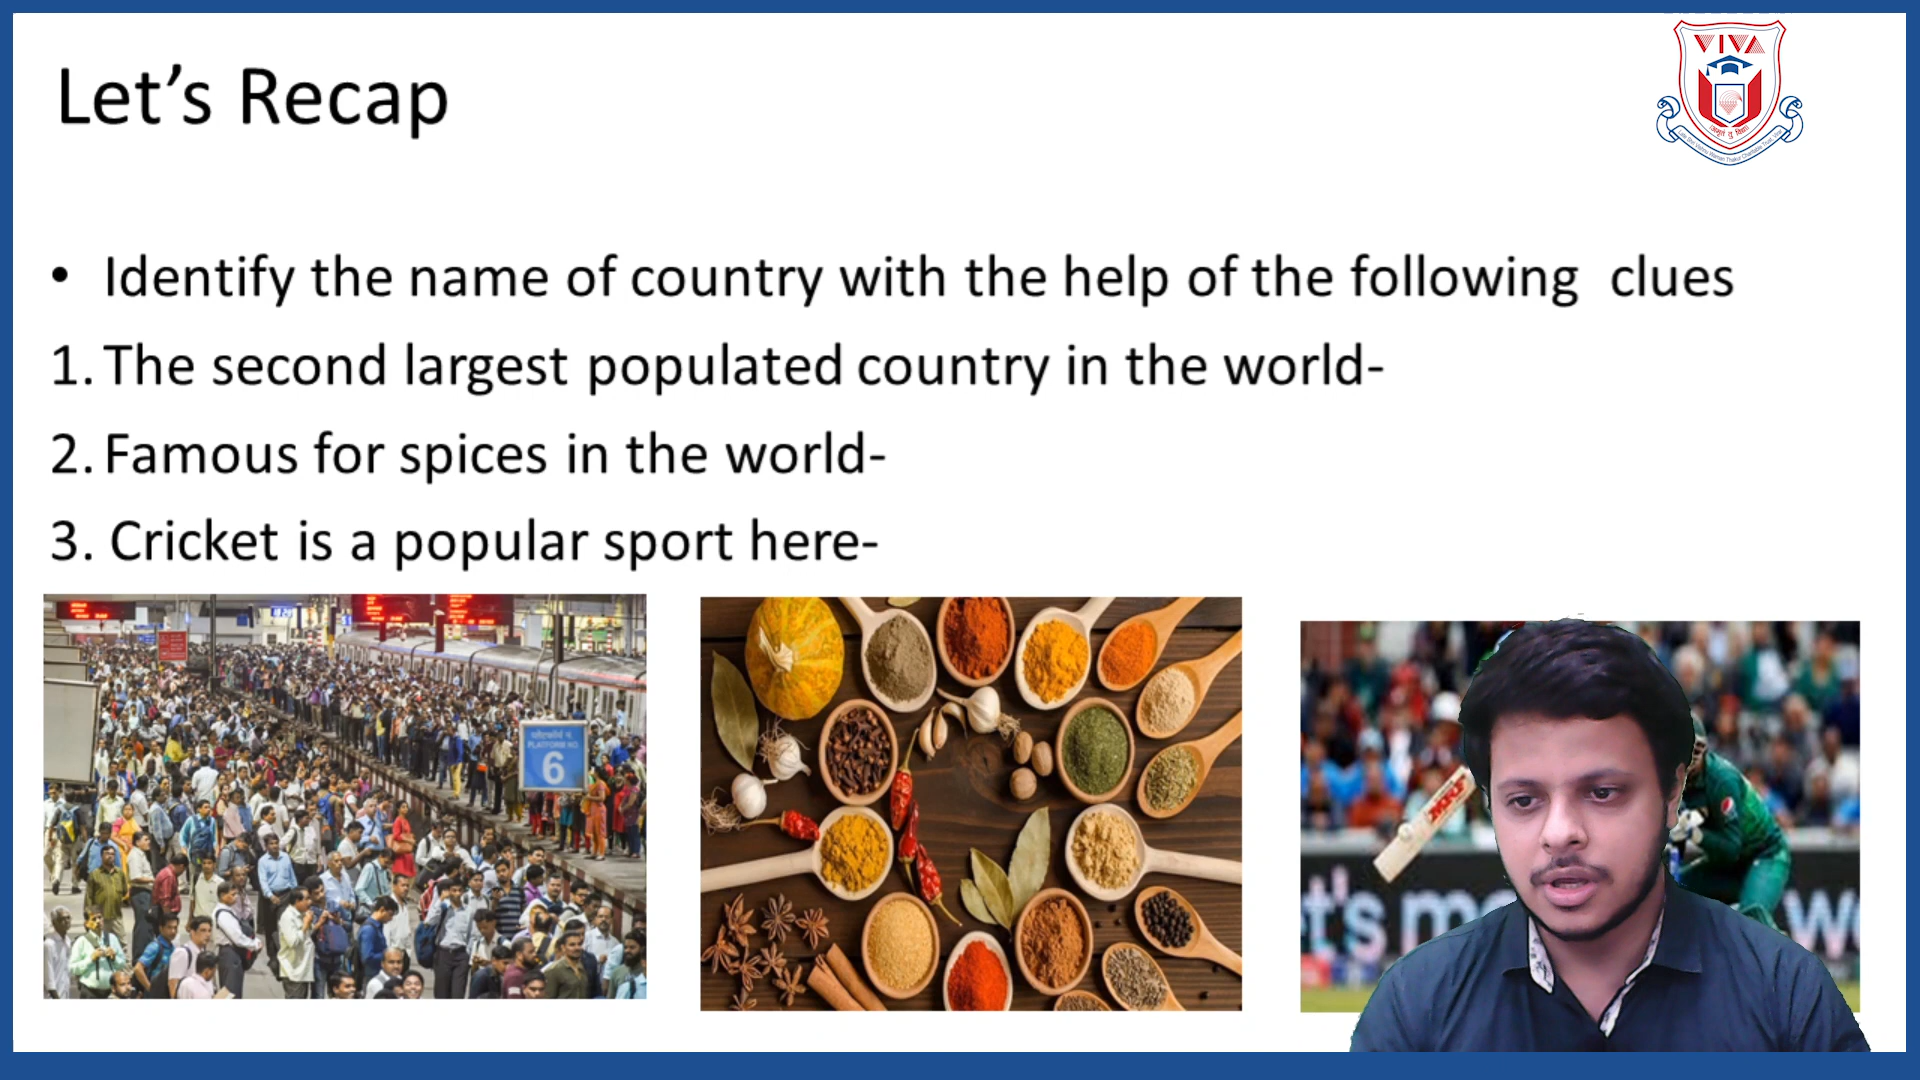 Let's Recap
VIVA
• Identify the name of country with the help of the following clues
1. The second largest populated country in the world-
2. Famous for spices in the world-
3. Cricket is a popular sport here-
PLATFORM NO.
6